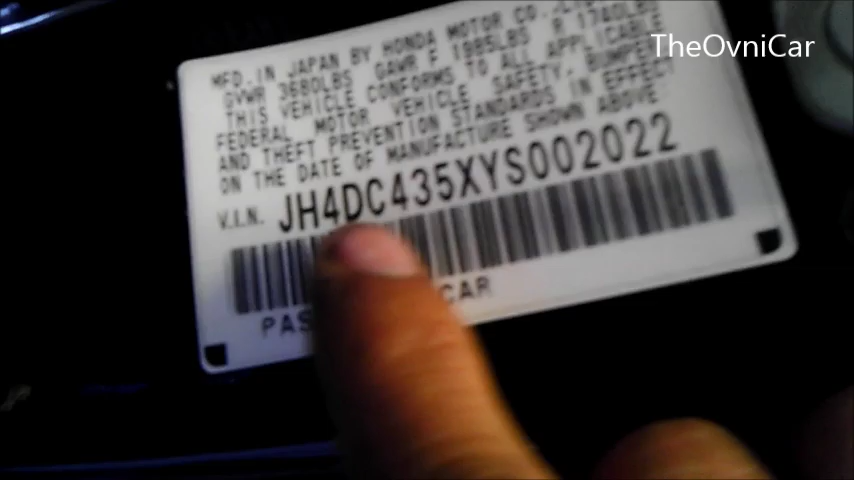 TheOvniCar
MFD. IN JAPAN BY HONDA MOTOR CO., LTD.
GVWR 3680LBS GAWR F 1985LBS R 1740LBS
THIS VEHICLE CONFORMS TO ALL APPLICABLE
FEDERAL MOTOR VEHICLE SAFETY, BUMPER,
AND THEFT PREVENTION STANDARDS IN EFFECT
ON THE DATE OF MANUFACTURE SHOWN ABOVE.
V.I.N. JH4DC435XYS002022
PAS CAR